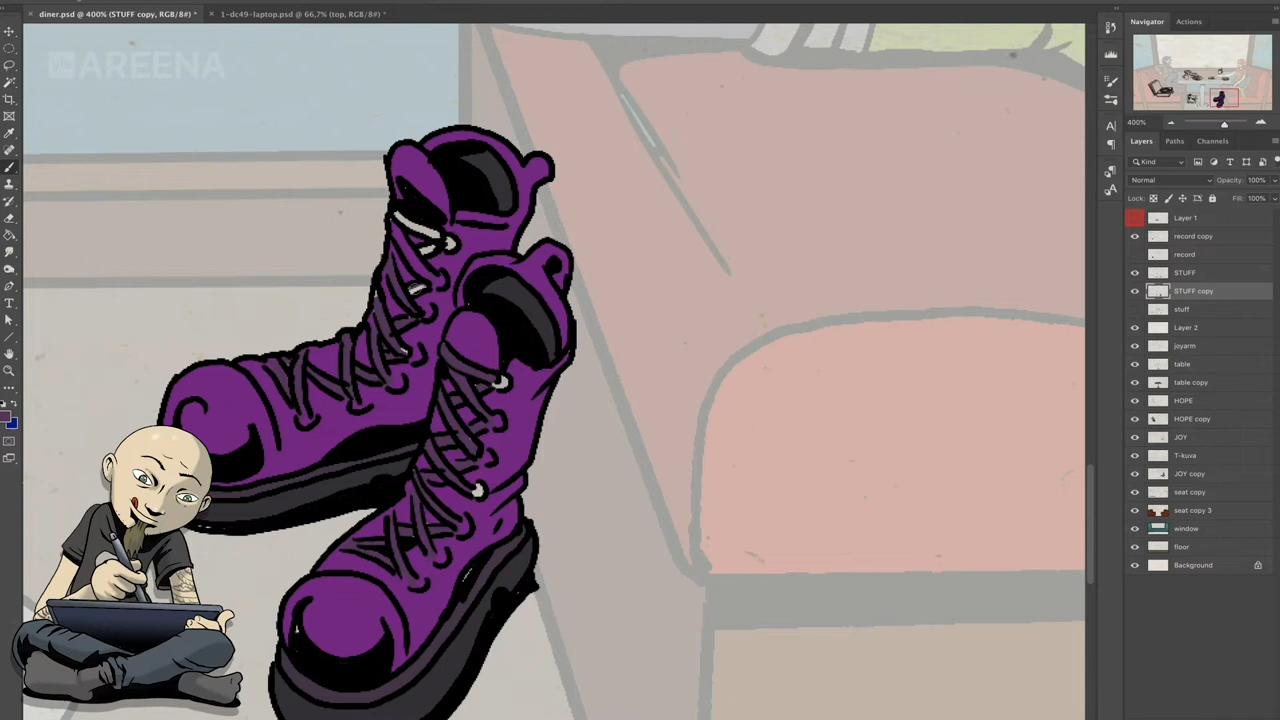 diner.psd @ 400% (STUFF copy, RGB/8#) *
1-dc49-laptop.psd @ 66,7% (top, RGB/8#) *
Navigator
Actions
yle AREENA
400%
Layers
Paths
Channels
Kind
Normal
Opacity: 100%
Lock:
Fill: 100%
Layer 1
record copy
record
STUFF
STUFF copy
stuff
Layer 2
joyarm
table
table copy
HOPE
HOPE copy
JOY
T-kuva
JOY copy
seat copy
seat copy 3
window
floor
Background